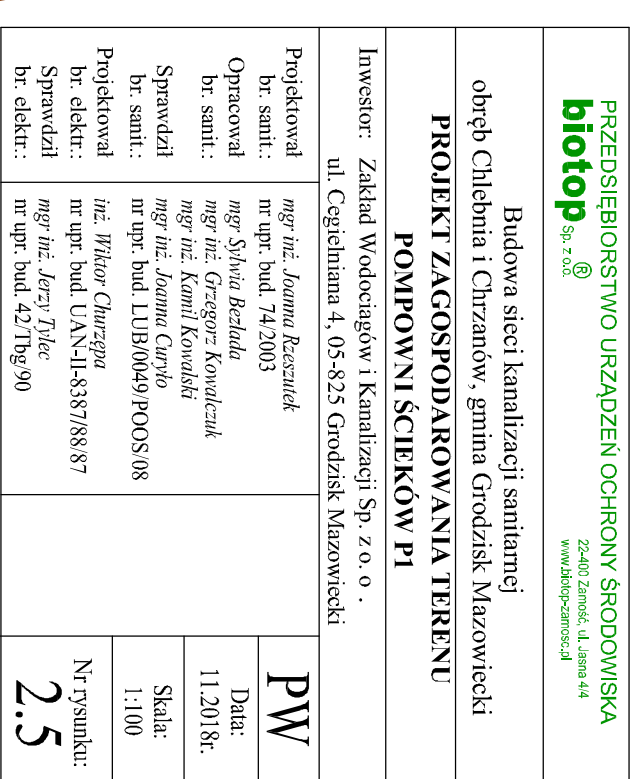 PRZEDSIĘBIORSTWO URZĄDZEŃ OCHRONY ŚRODOWISKA
biotop Sp. z o.o. ®
22-400 Zamość, ul. Jasna 4/4
www.biotop-zamosc.pl
Budowa sieci kanalizacji sanitarnej
obręb Chlebnia i Chrzanów, gmina Grodzisk Mazowiecki
PROJEKT ZAGOSPODAROWANIA TERENU
POMPOWNI ŚCIEKÓW P1
Inwestor: Zakład Wodociągów i Kanalizacji Sp. z o. o .
ul. Cegielniana 4, 05-825 Grodzisk Mazowiecki
Projektował
br. sanit.:
mgr inż. Joanna Rzeszutek
nr upr. bud. 74/2003
Opracował
br. sanit.:
mgr Sylwia Bezłada
mgr inż. Grzegorz Kowalczuk
mgr inż. Kamil Kowalski
Sprawdził
br. sanit.:
mgr inż. Joanna Curyło
nr upr. bud. LUB/0049/POOS/08
Projektował
br. elektr.:
inż. Wiktor Churzępa
nr upr. bud. UAN-II-8387/88/87
Sprawdził
br. elektr.:
mgr inż. Jerzy Tylec
nr upr. bud. 42/Tbg/90
PW
Data:
11.2018r.
Skala:
1:100
Nr rysunku:
2.5